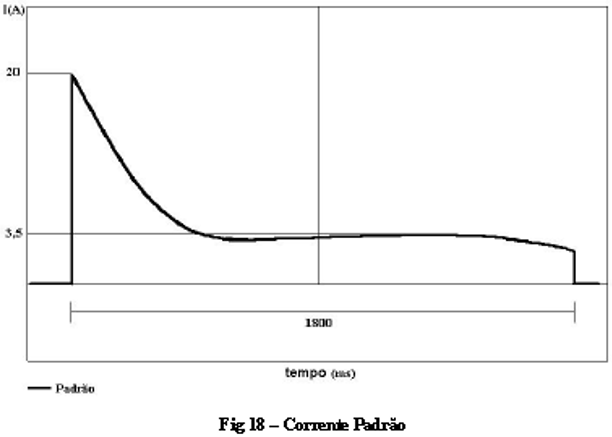 I(A)
20
3,5
1800
tempo (ms)
Padrão
Fig 18 – Corrente Padrão